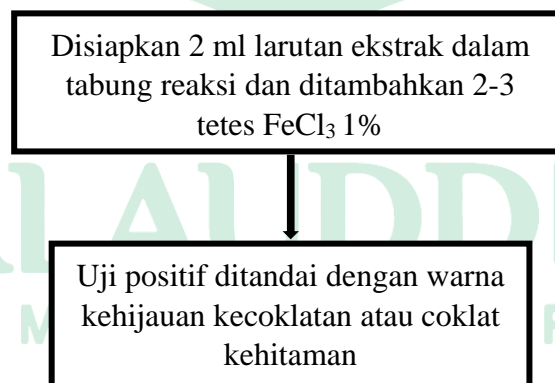 Disiapkan 2 ml larutan ekstrak dalam
tabung reaksi dan ditambahkan 2-3
tetes FeCl₃ 1%
Uji positif ditandai dengan warna
kehijauan kecoklatan atau coklat
kehitaman